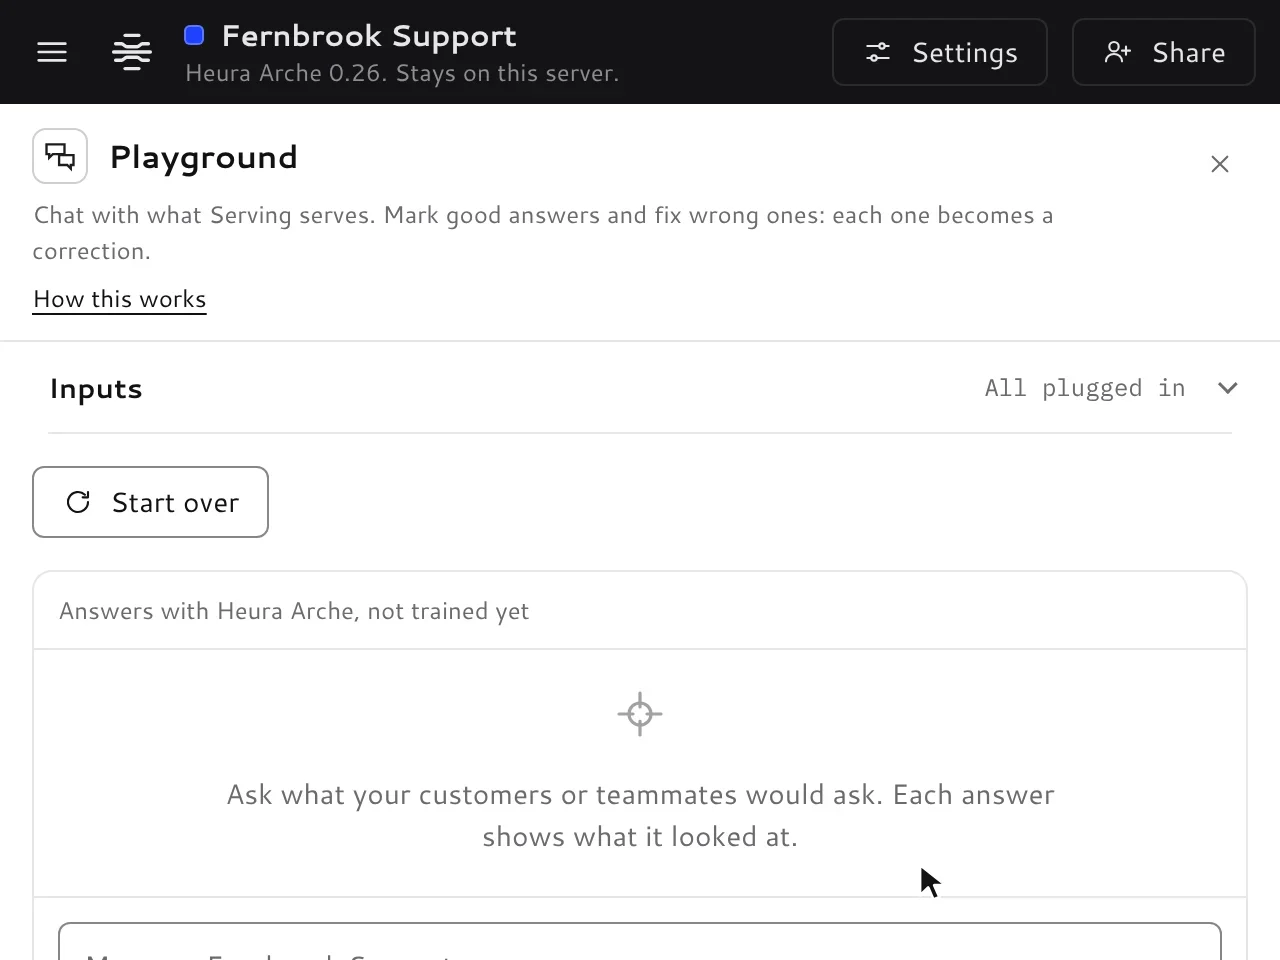 Fernbrook Support
Heura Arche 0.26. Stays on this server.
Settings
Share
Playground
Chat with what Serving serves. Mark good answers and fix wrong ones: each one becomes a
correction.
How this works
Inputs
All plugged in
Start over
Answers with Heura Arche, not trained yet
Ask what your customers or teammates would ask. Each answer
shows what it looked at.